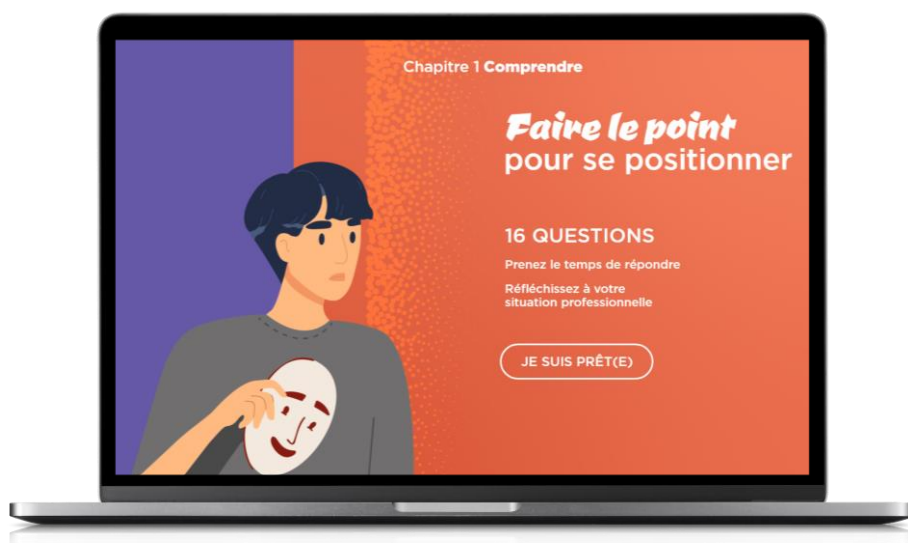 Chapitre 1 Comprendre
Faire le point
pour se positionner
16 QUESTIONS
Prenez le temps de répondre
Réfléchissez à votre
situation professionnelle
JE SUIS PRÊT(E)